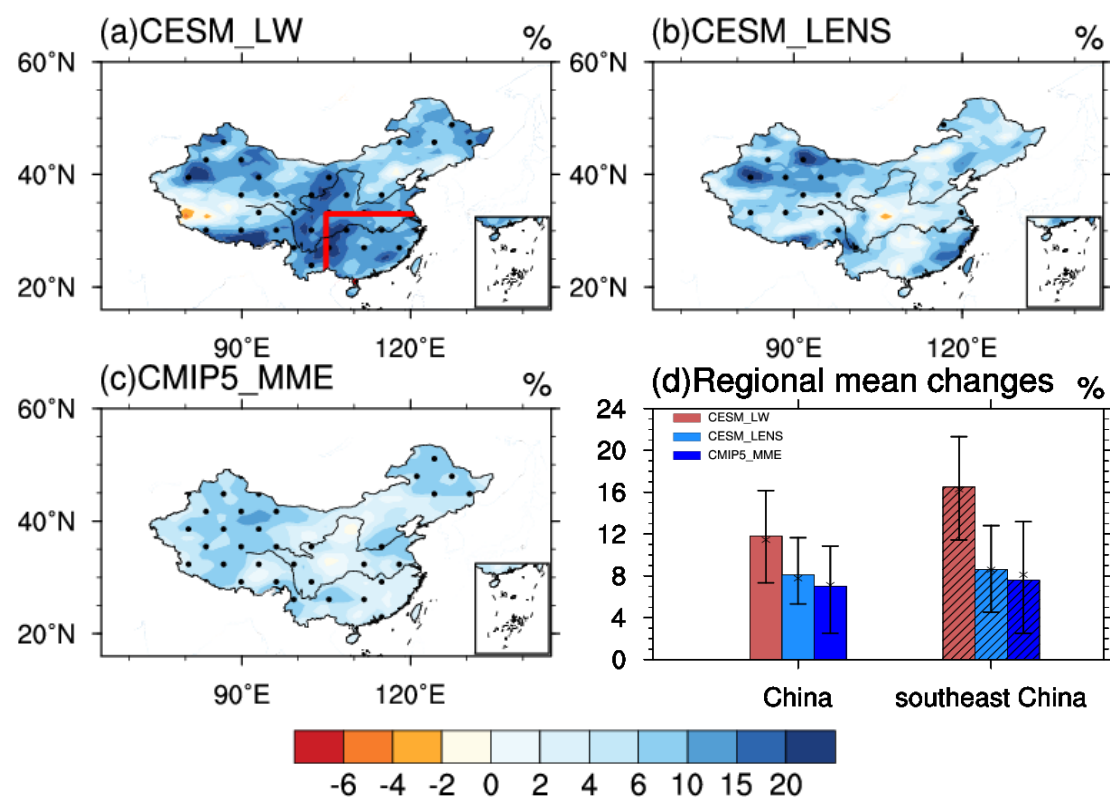 (a)CESM_LW %
(b)CESM_LENS %
60°N
40°N
20°N
60°N
40°N
20°N
90°E 120°E
90°E 120°E
(c)CMIP5_MME %
(d)Regional mean changes %
60°N
40°N
20°N
90°E 120°E
24
20
16
12
8
4
0
CESM_LW
CESM_LENS
CMIP5_MME
China southeast China
-6 -4 -2 0 2 4 6 10 15 20